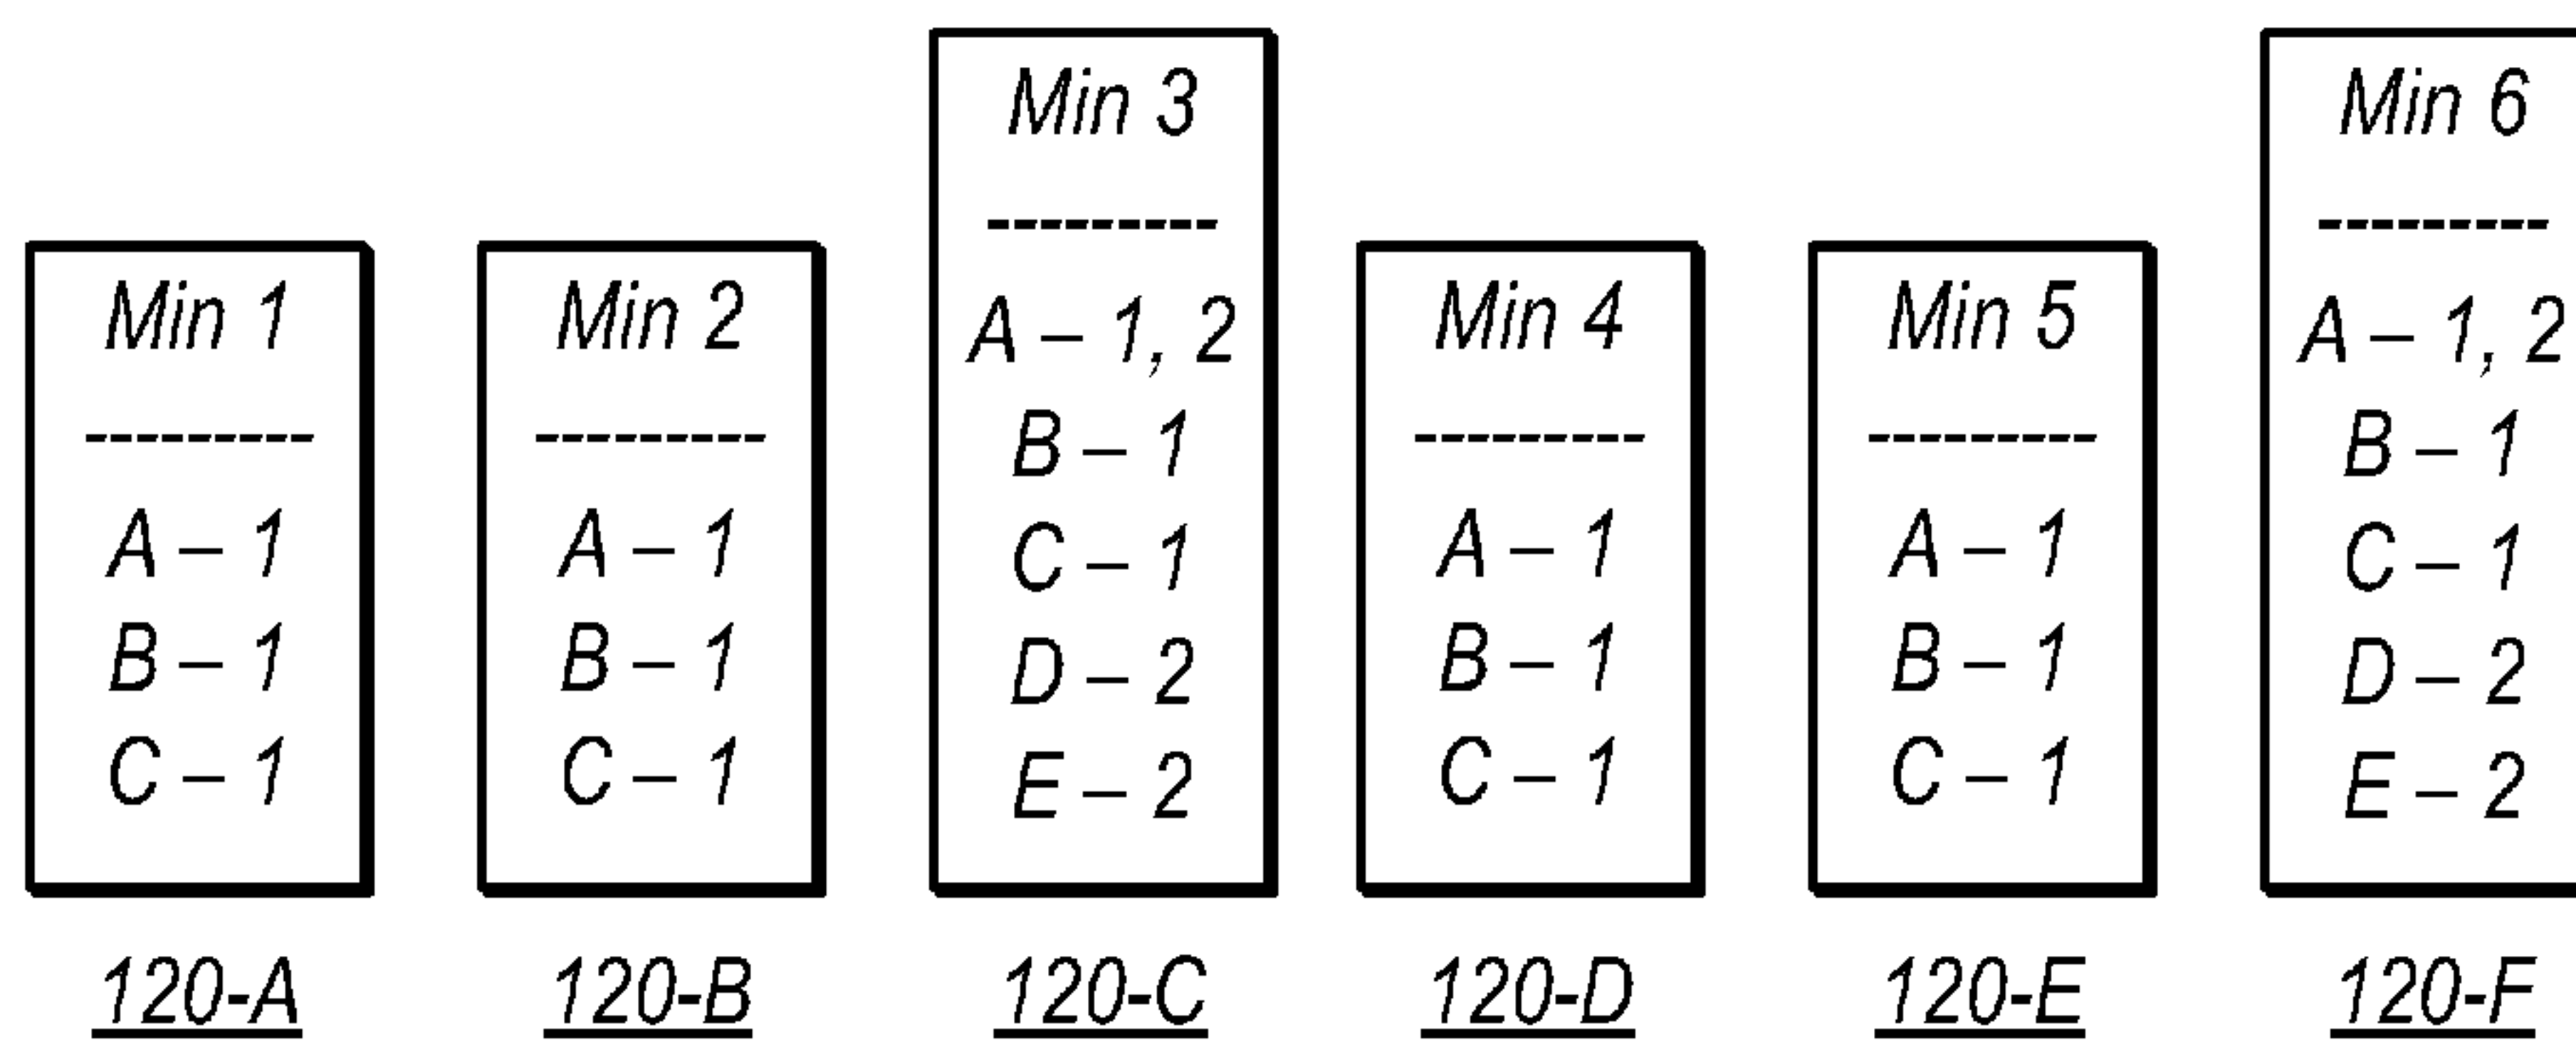 Min 1
---------
A – 1
B – 1
C – 1
120-A
Min 2
---------
A – 1
B – 1
C – 1
120-B
Min 3
---------
A – 1, 2
B – 1
C – 1
D – 2
E – 2
120-C
Min 4
---------
A – 1
B – 1
C – 1
120-D
Min 5
---------
A – 1
B – 1
C – 1
120-E
Min 6
---------
A – 1, 2
B – 1
C – 1
D – 2
E – 2
120-F